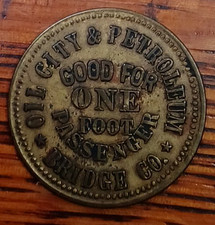 OIL CITY & PETROLEUM
BRIDGE CO.
GOOD FOR
ONE
FOOT
PASSENGER